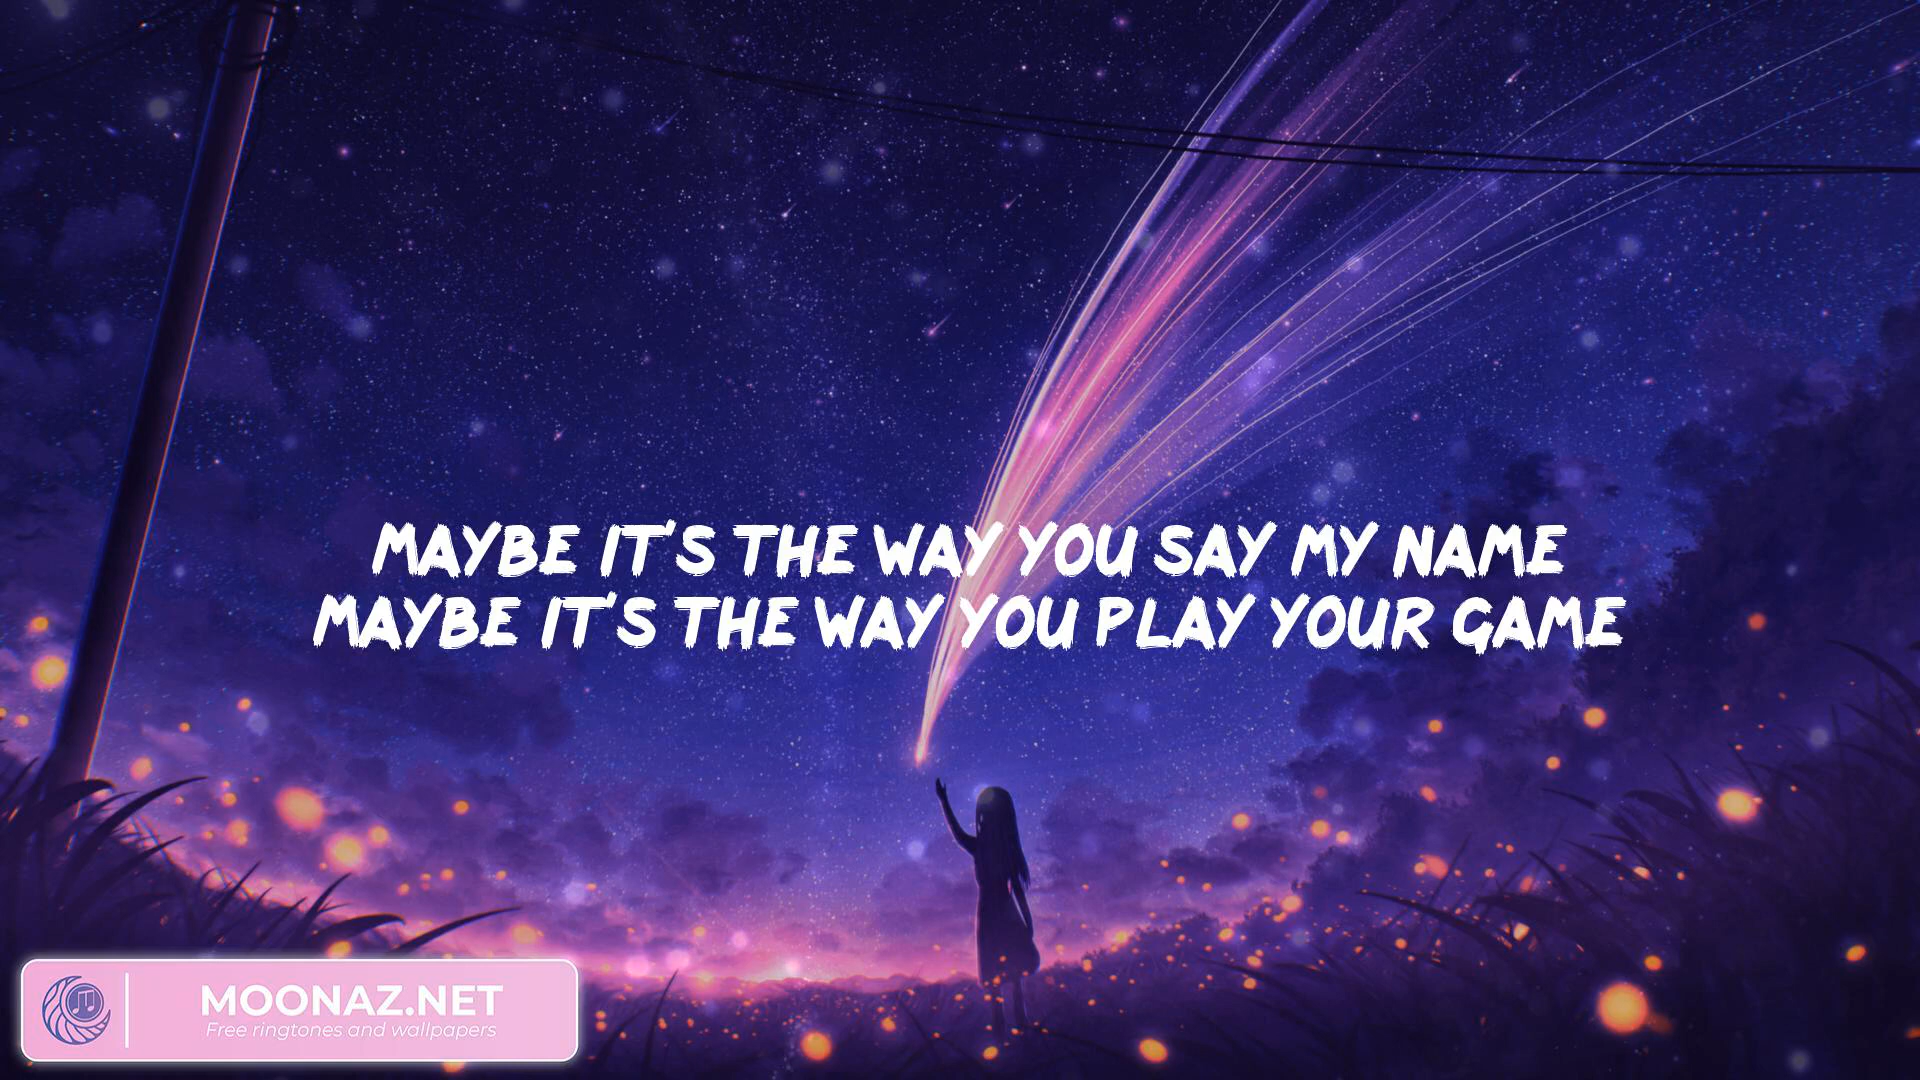 MAYBE IT'S THE WAY YOU SAY MY NAME
MAYBE IT'S THE WAY YOU PLAY YOUR GAME
MOONAZ.NET
Free ringtones and wallpapers